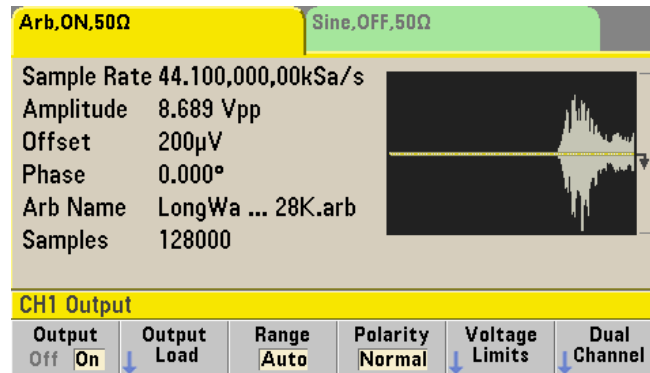 Arb,ON,50Ω
Sine,OFF,50Ω
Sample Rate 44.100,000,00kSa/s
Amplitude 8.689 Vpp
Offset 200µV
Phase 0.000°
Arb Name LongWa ... 28K.arb
Samples 128000
CH1 Output
Output Off On
Output Load
Range Auto
Polarity Normal
Voltage Limits
Dual Channel